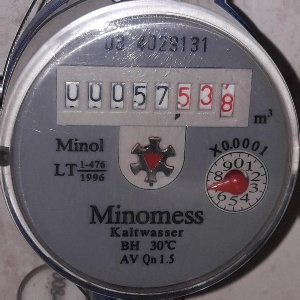 03 4023131
00057538 m³
Minol
LT 1-476
1996
X0,0001
9 0 1 2 3 4 5 6 8
Minomess
Kaltwasser
BH 30°C
AV Qn 1.5